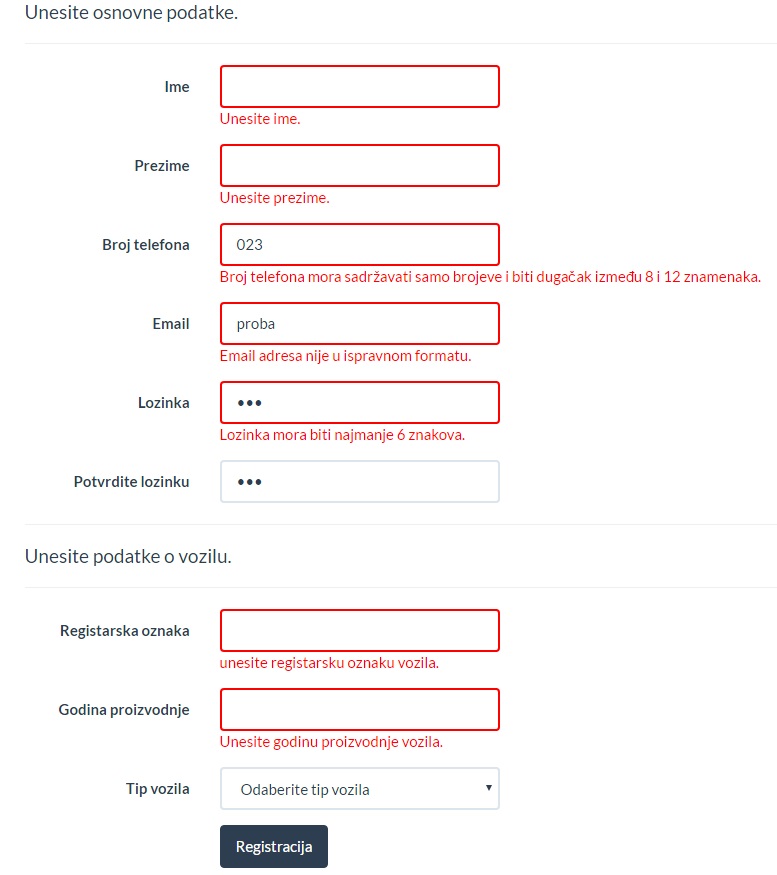 Unesite osnovne podatke.
Ime
Unesite ime.
Prezime
Unesite prezime.
Broj telefona
023
Broj telefona mora sadržavati samo brojeve i biti dugačak između 8 i 12 znamenaka.
Email
proba
Email adresa nije u ispravnom formatu.
Lozinka
•••
Lozinka mora biti najmanje 6 znakova.
Potvrdite lozinku
•••
Unesite podatke o vozilu.
Registarska oznaka
unesite registarsku oznaku vozila.
Godina proizvodnje
Unesite godinu proizvodnje vozila.
Tip vozila
Odaberite tip vozila
Registracija